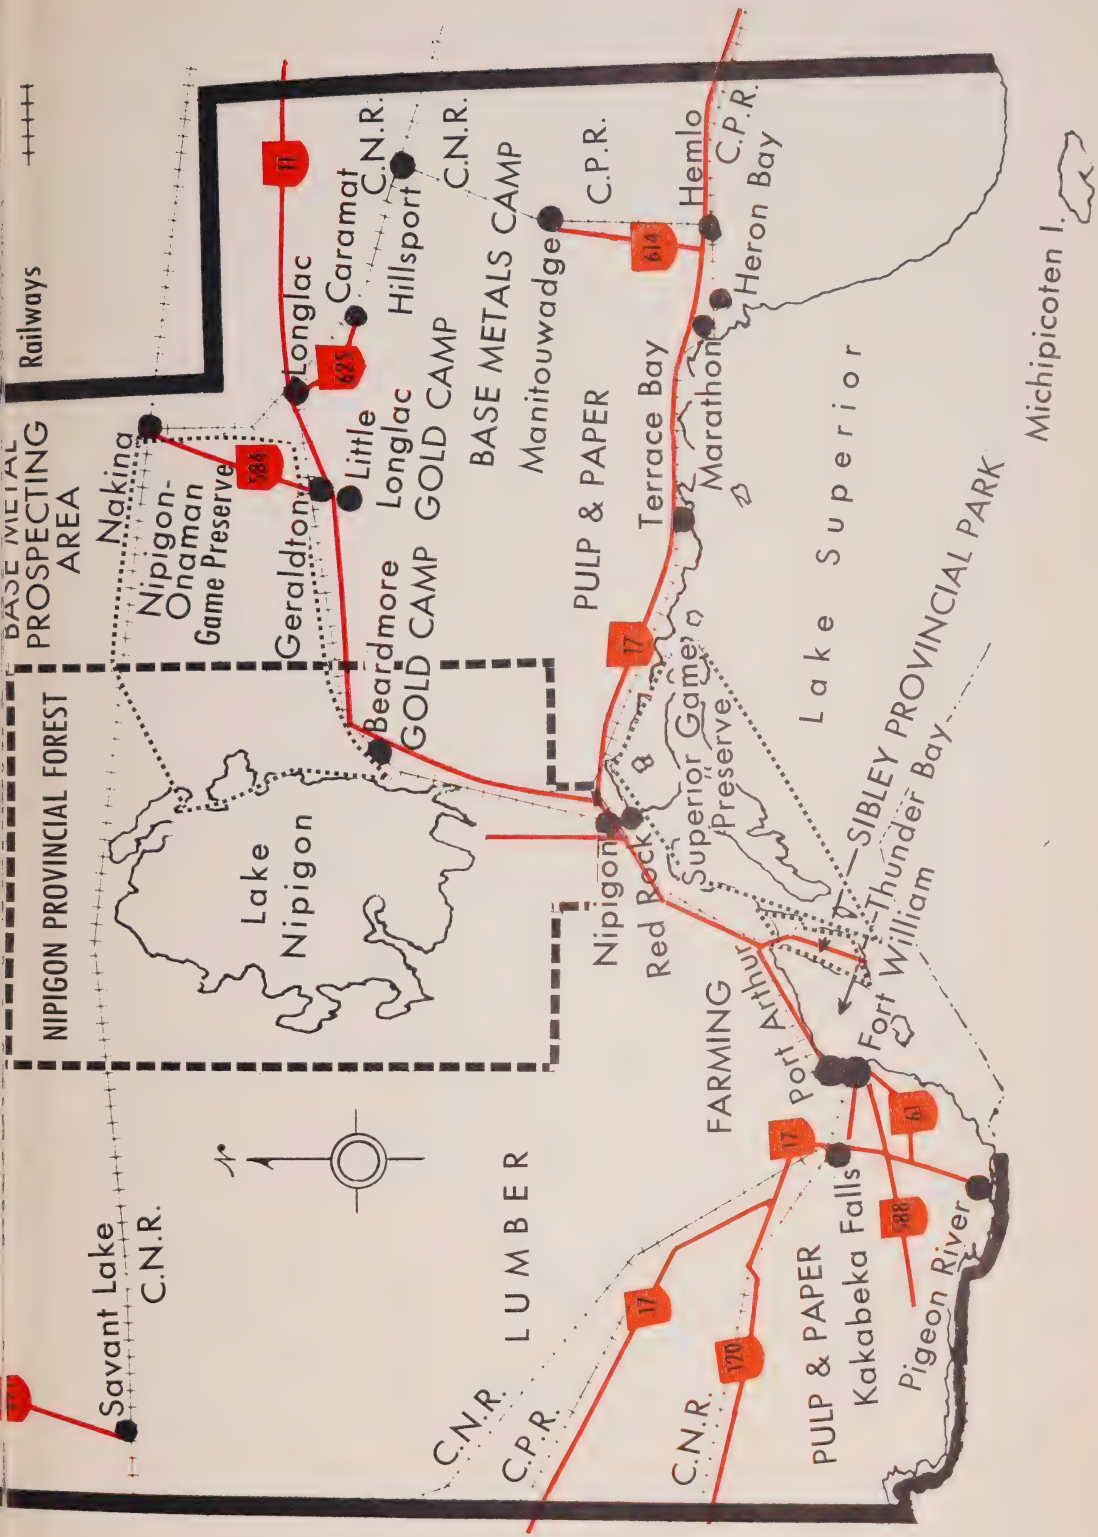 BASE METAL
PROSPECTING
AREA
Railways
NIPIGON PROVINCIAL FOREST
Savant Lake
C.N.R.
Nakina
Nipigon-
Onaman
Game Preserve
584
11
Longlac
625
Caramat
C.N.R.
Hillsport
C.N.R.
Geraldton
Little
Longlac
GOLD CAMP
Beardmore
GOLD CAMP
Lake
Nipigon
N
BASE METALS CAMP
Manitouwadge
C.P.R.
614
Hemlo
C.P.R.
Heron Bay
Marathon
Terrace Bay
PULP & PAPER
17
LUMBER
Nipigon
Red Rock
Superior Game
Preserve
Lake Superior
Michipicoten I.
SIBLEY PROVINCIAL PARK
Thunder Bay
FARMING
Port Arthur
Fort
William
17
61
588
Kakabeka Falls
Pigeon River
PULP & PAPER
17
120
C.N.R.
C.P.R.
C.N.R.